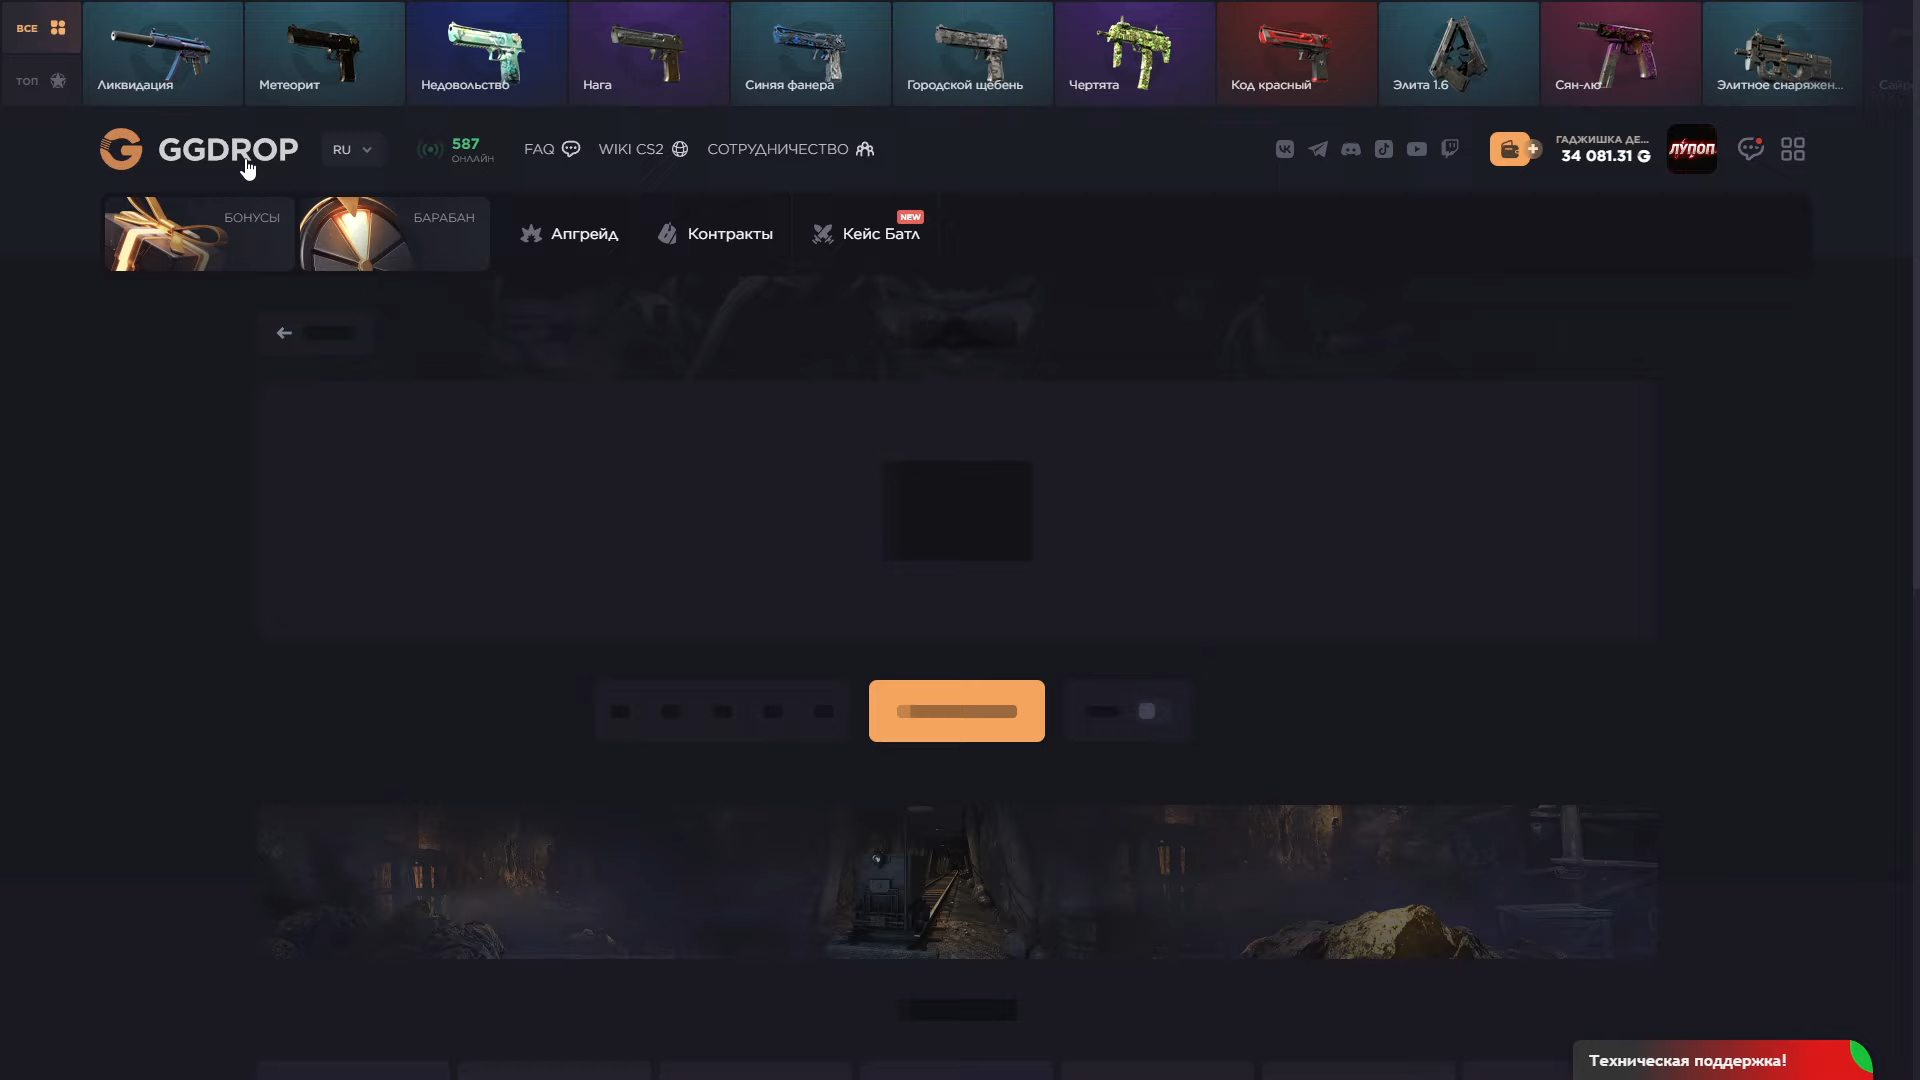 ВСЕ
ТОП
Ликвидация
Метеорит
Недовольство
Нага
Синяя фанера
Городской щебень
Чертята
Код красный
Элита 1.6
Сян-лю
Элитное снаряжен...
GGDROP
RU
587
ОНЛАЙН
FAQ
WIKI CS2
СОТРУДНИЧЕСТВО
ГАДЖИШКА ДЕ...
34 081.31 G
ЛУПОП
БОНУСЫ
БАРАБАН
Апгрейд
Контракты
NEW
Кейс Батл
Техническая поддержка!